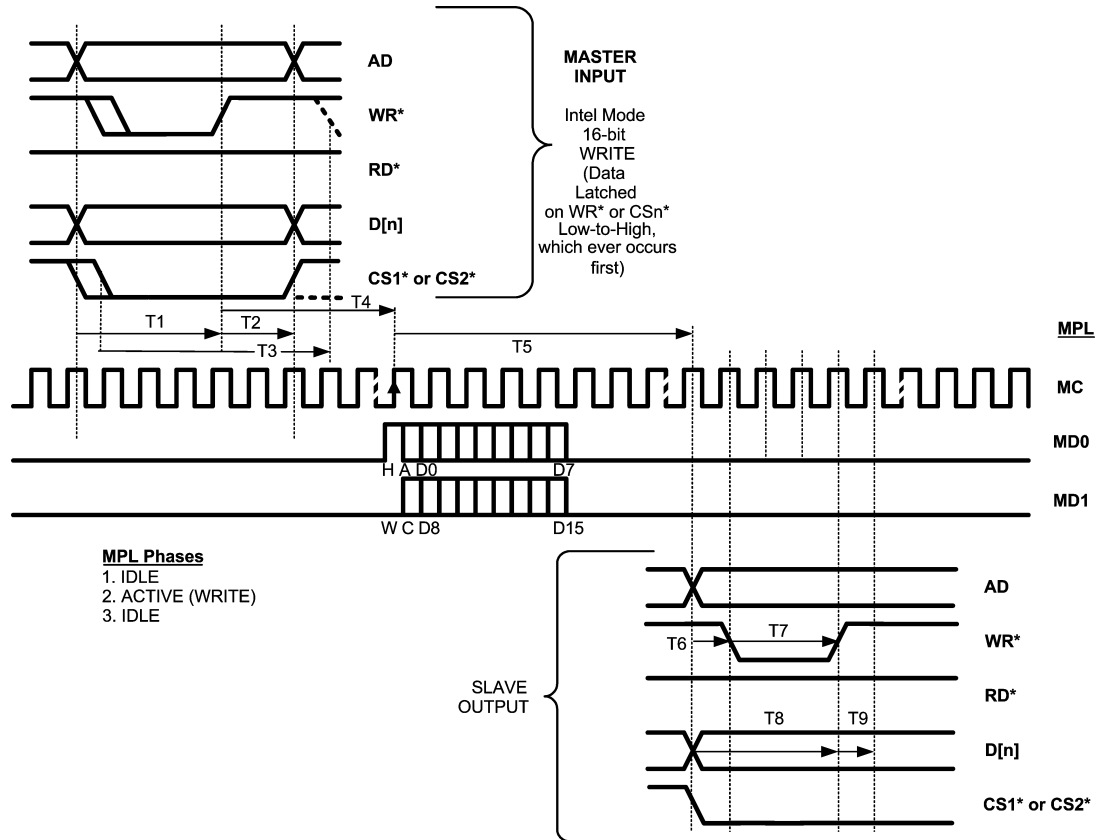 AD
WR*
RD*
D[n]
CS1* or CS2*
MASTER
INPUT
Intel Mode
16-bit
WRITE
(Data
Latched
on WR* or CSn*
Low-to-High,
which ever occurs
first)
T4
T1
T2
T3
T5
MPL
MC
MD0
H A D0
D7
MD1
W C D8
D15
MPL Phases
1. IDLE
2. ACTIVE (WRITE)
3. IDLE
SLAVE
OUTPUT
AD
T6
T7
WR*
RD*
T8
T9
D[n]
CS1* or CS2*